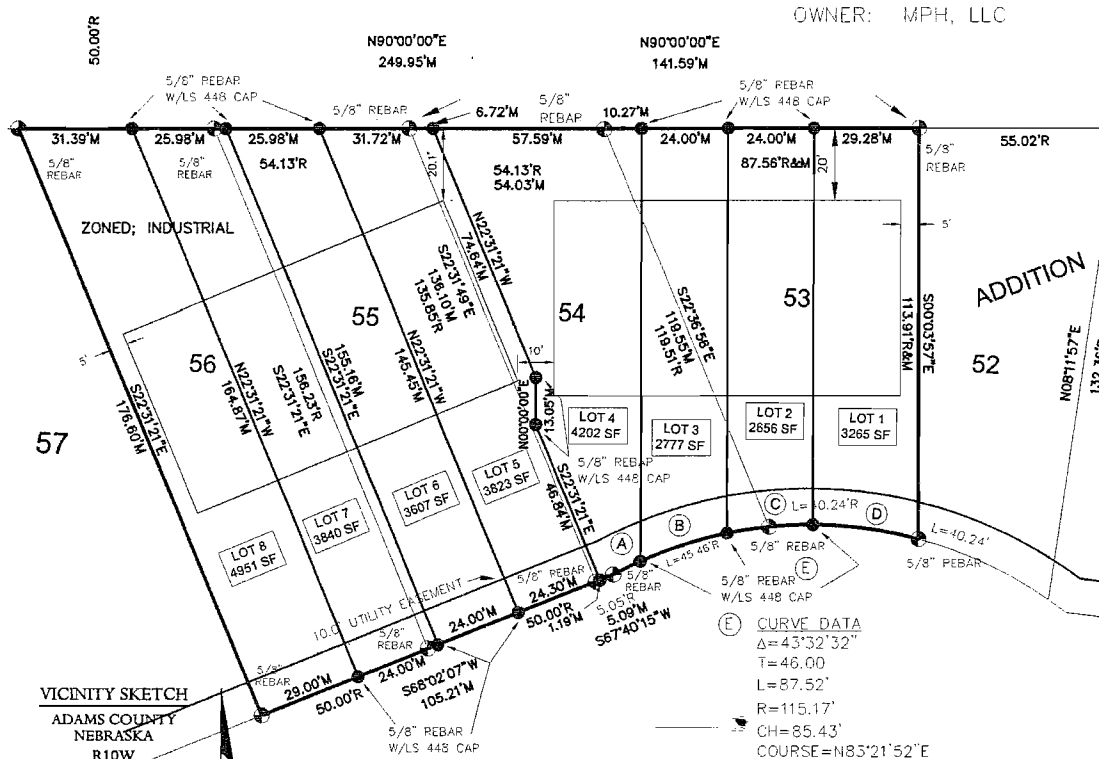 OWNER: MPH, LLC
50.00'R
N90°00'00"E
249.95'M
N90°00'00"E
141.59'M
5/8" REBAR
W/LS 448 CAP
5/8"
REBAR
6.72'M
5/8"
REBAR
10.27'M
5/8" REBAR
W/LS 448 CAP
31.39'M
25.98'M
25.98'M
31.72'M
57.59'M
24.00'M
24.00'M
29.28'M
55.02'R
5/8"
REBAR
5/8"
REBAR
54.13'R
20.1'
54.13'R
54.03'M
87.56'R&M
20'
5/8"
REBAR
ZONED; INDUSTRIAL
5'
ADDITION
N22°31'21"W
74.64'M
S22°31'49"E
136.10'M
135.85'R
55
54
53
52
S22°36'58"E
119.55'M
119.51'R
S00°03'57"E
113.91'R&M
N08°11'57"E
5'
56
57
10'
S22°31'21"E
176.60'M
N22°31'21"W
164.87'M
S22°31'21"E
156.23'R
155.16'M
S22°31'21"E
N22°31'21"W
145.45'M
N00°00'00"E
13.05'M
LOT 4
4202 SF
LOT 3
2777 SF
LOT 2
2656 SF
LOT 1
3265 SF
5/8" REBAR
W/LS 448 CAP
S22°31'21"E
46.84'M
LOT 5
3823 SF
LOT 6
3607 SF
LOT 7
3840 SF
LOT 8
4951 SF
A
B
C
D
L=40.24'R
L=45.46'R
L=40.24'
5/8" REBAR
E
5/8" REBAR
5/8"
REBAR
5/8" REBAR
W/LS 448 CAP
10.0' UTILITY EASEMENT
5/8" REBAR
24.30'M
50.00'R
1.19'M
5.05'R
5.09'M
S67°40'15"W
5/8"
REBAR
24.00'M
5/8"
REBAR
29.00'M
24.00'M
50.00'R
S68°02'07"W
105.21'M
5/8" REBAR
W/LS 448 CAP
E CURVE DATA
Δ=43°32'32"
T=46.00
L=87.52'
R=115.17'
CH=85.43'
COURSE=N83°21'52"E
VICINITY SKETCH
ADAMS COUNTY
NEBRASKA
R10W